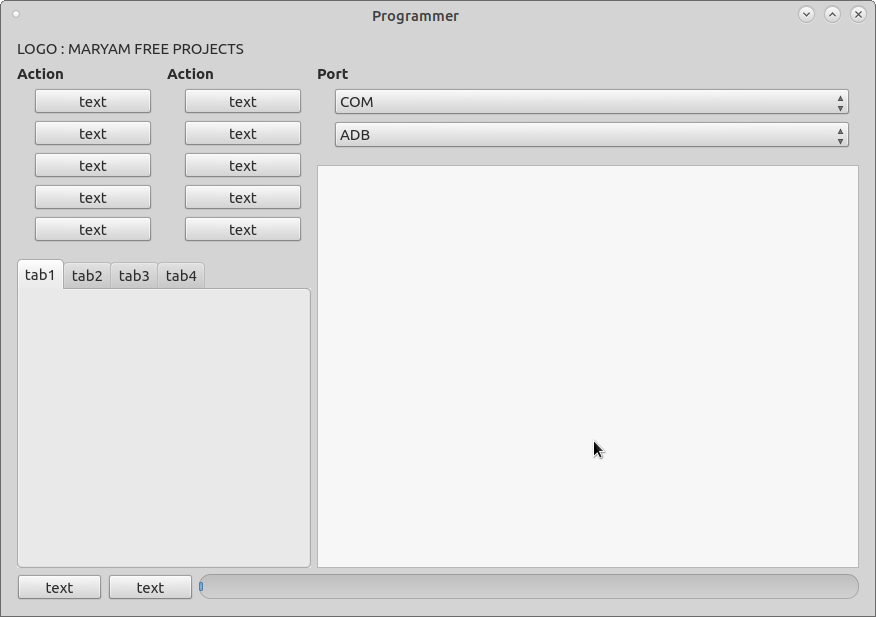 Programmer
LOGO : MARYAM FREE PROJECTS
Action Action Port
text text COM
text text ADB
text text
text text
text text
tab1 tab2 tab3 tab4
text text